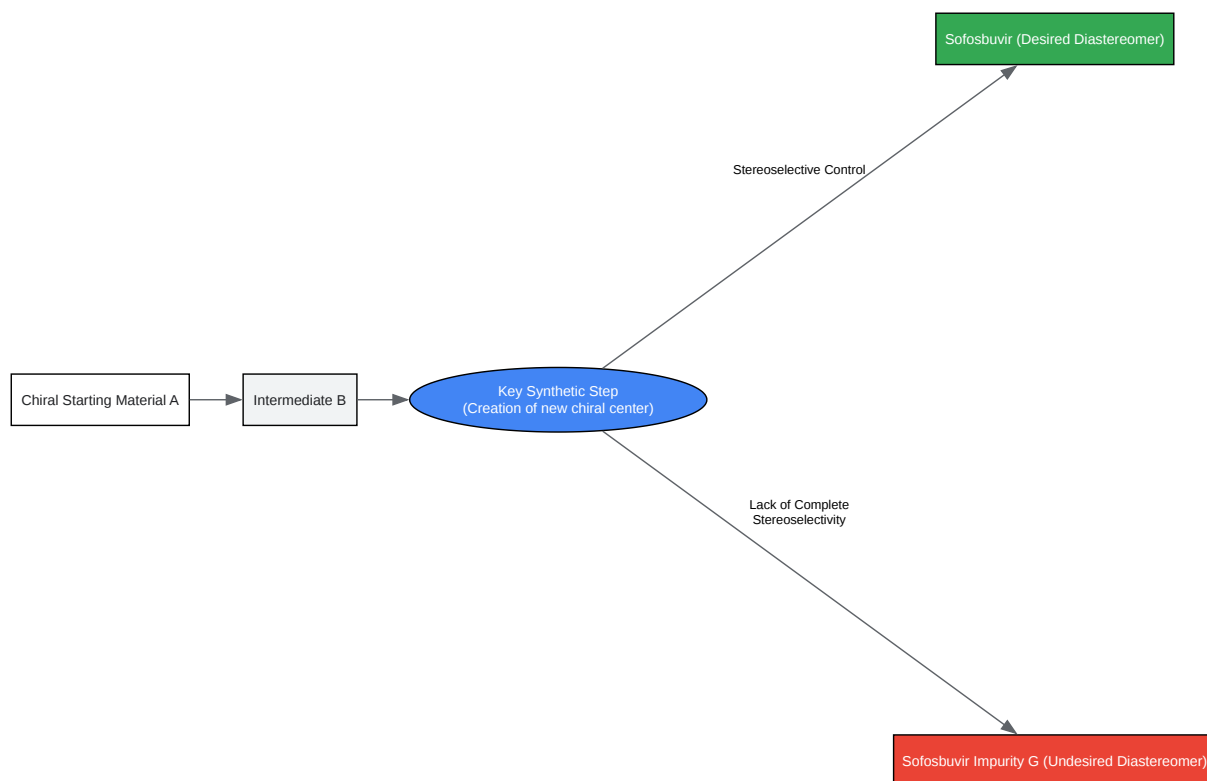 Sofosbuvir (Desired Diastereomer)
Stereoselective Control
Chiral Starting Material A
Intermediate B
Key Synthetic Step
(Creation of new chiral center)
Lack of Complete
Stereoselectivity
Sofosbuvir Impurity G (Undesired Diastereomer)